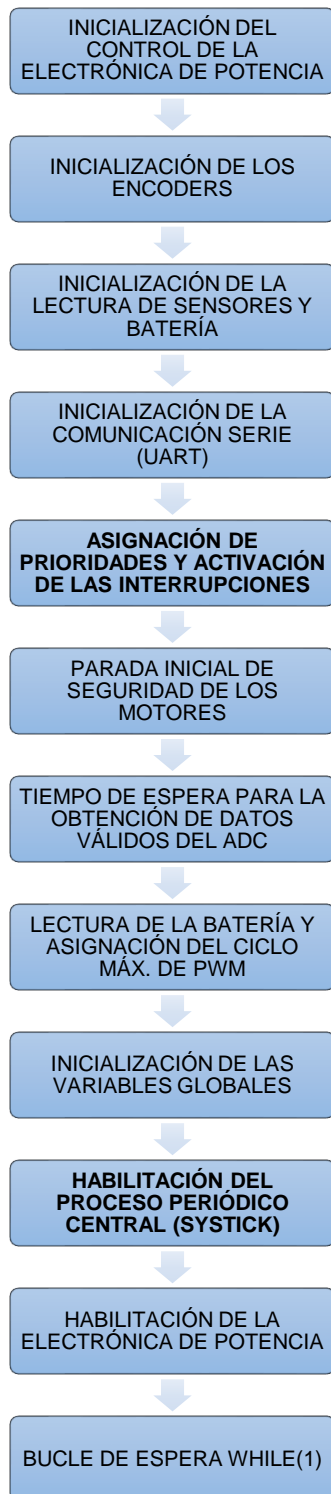 INICIALIZACIÓN DEL
CONTROL DE LA
ELECTRÓNICA DE POTENCIA
INICIALIZACIÓN DE LOS
ENCODERS
INICIALIZACIÓN DE LA
LECTURA DE SENSORES Y
BATERÍA
INICIALIZACIÓN DE LA
COMUNICACIÓN SERIE
(UART)
ASIGNACIÓN DE
PRIORIDADES Y ACTIVACIÓN
DE LAS INTERRUPCIONES
PARADA INICIAL DE
SEGURIDAD DE LOS
MOTORES
TIEMPO DE ESPERA PARA LA
OBTENCIÓN DE DATOS
VÁLIDOS DEL ADC
LECTURA DE LA BATERÍA Y
ASIGNACIÓN DEL CICLO
MÁX. DE PWM
INICIALIZACIÓN DE LAS
VARIABLES GLOBALES
HABILITACIÓN DEL
PROCESO PERIÓDICO
CENTRAL (SYSTICK)
HABILITACIÓN DE LA
ELECTRÓNICA DE POTENCIA
BUCLE DE ESPERA WHILE(1)